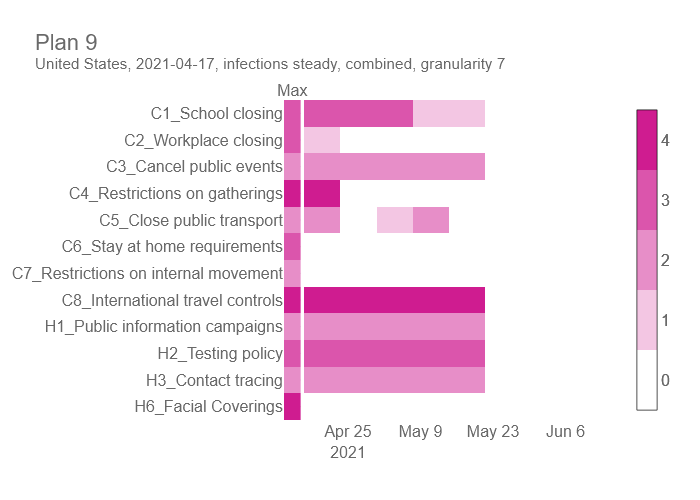 Plan 9
United States, 2021-04-17, infections steady, combined, granularity 7
Max
C1_School closing
C2_Workplace closing
C3_Cancel public events
C4_Restrictions on gatherings
C5_Close public transport
C6_Stay at home requirements
C7_Restrictions on internal movement
C8_International travel controls
H1_Public information campaigns
H2_Testing policy
H3_Contact tracing
H6_Facial Coverings
4
3
2
1
0
Apr 25 May 9 May 23 Jun 6
2021